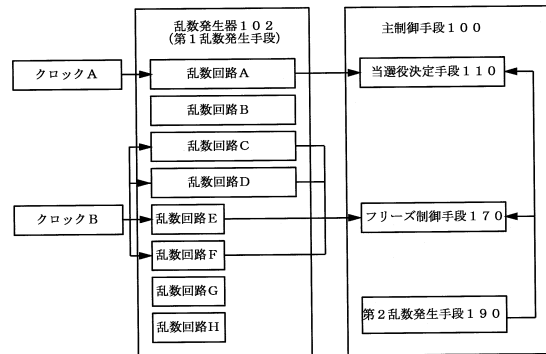 乱数発生器102
(第1乱数発生手段)
主制御手段100
クロックA
乱数回路A
当選役決定手段110
乱数回路B
乱数回路C
乱数回路D
クロックB
乱数回路E
フリーズ制御手段170
乱数回路F
乱数回路G
第2乱数発生手段190
乱数回路H